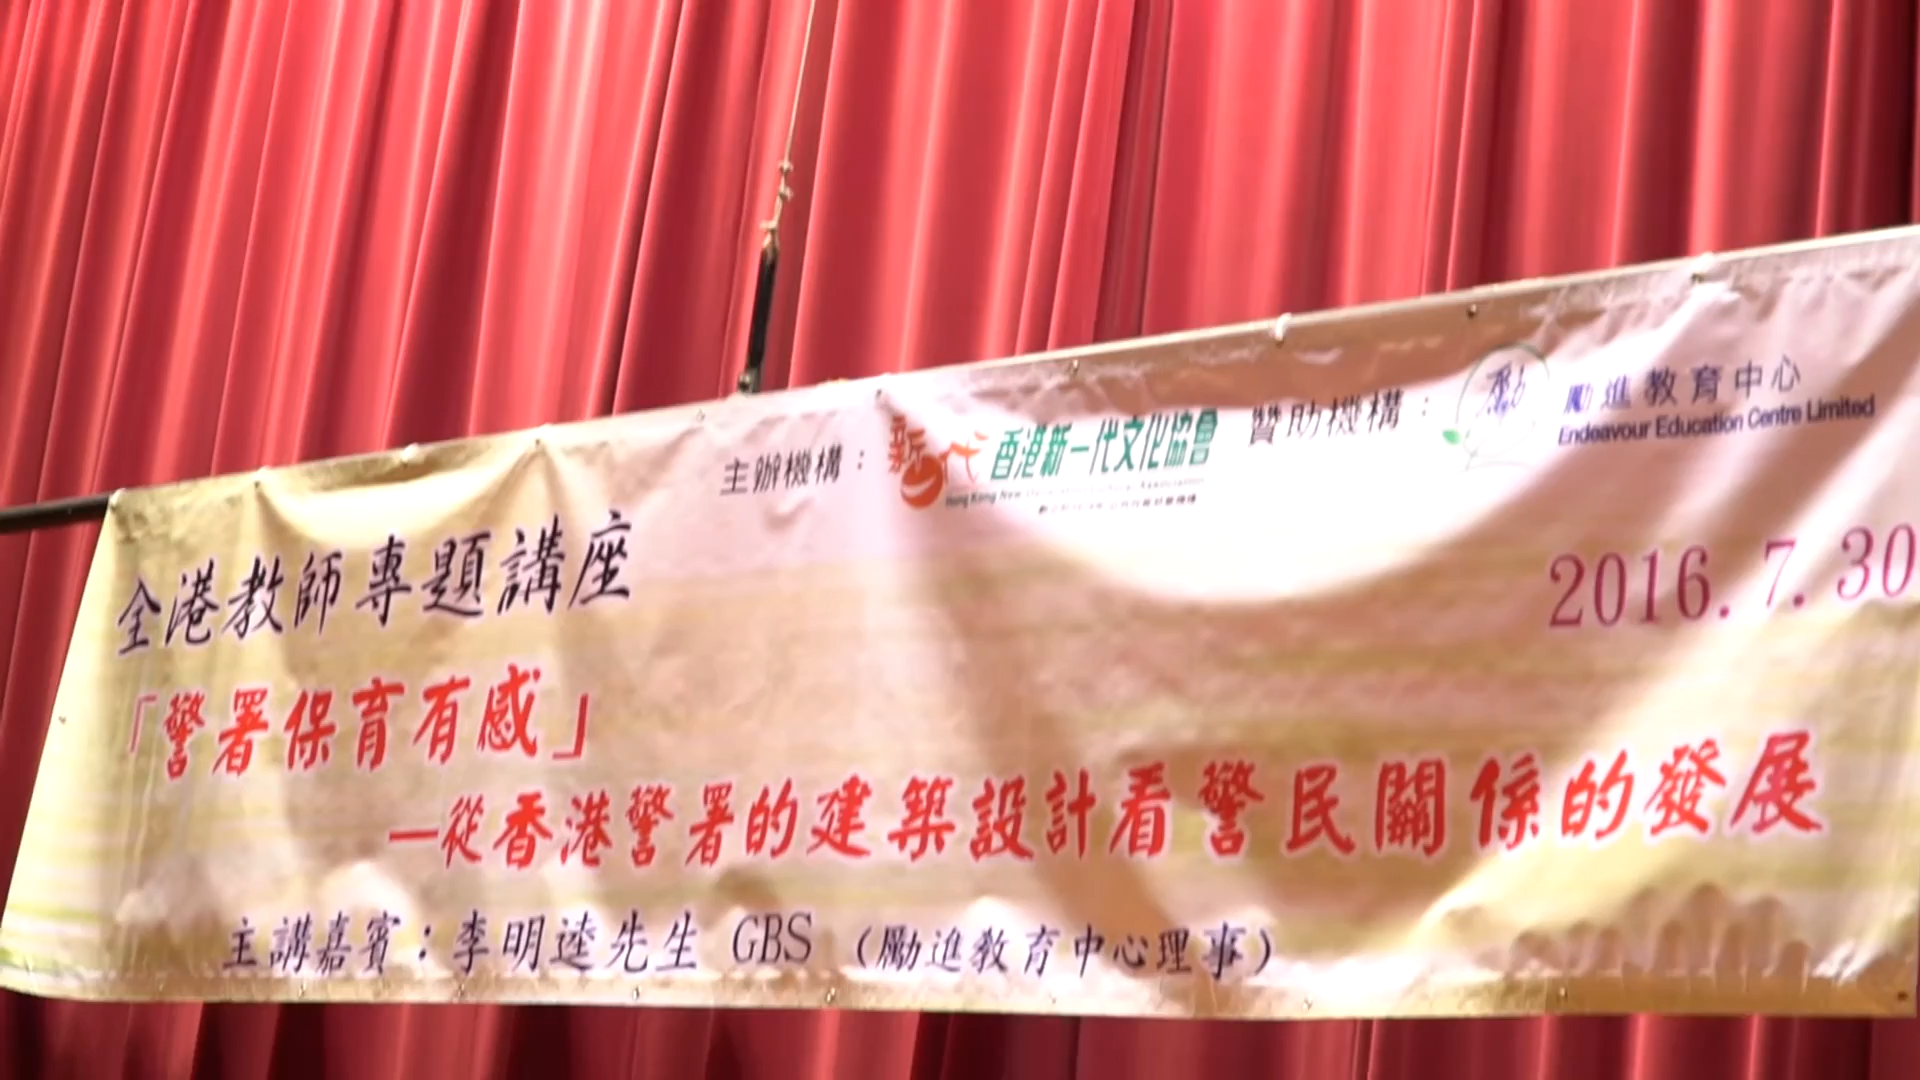 主辦機構：新一代 香港新一代文化協會 贊助機構：勵 勵進教育中心
Endeavour Education Centre Limited
全港教師專題講座
2016.7.30
「警署保育有感」
—從香港警署的建築設計看警民關係的發展
主講嘉賓：李明逵先生 GBS （勵進教育中心理事）